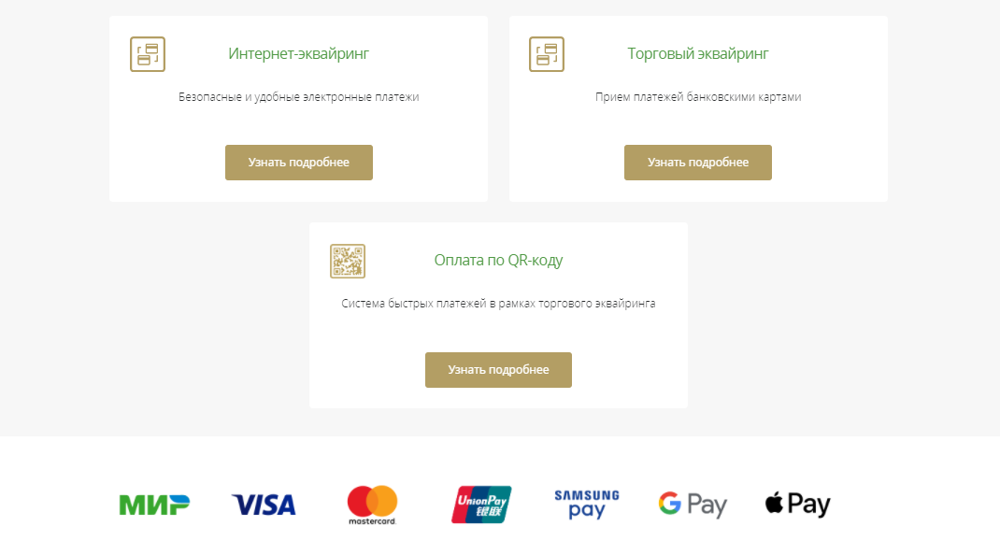 Интернет-эквайринг
Безопасные и удобные электронные платежи
Узнать подробнее
Торговый эквайринг
Прием платежей банковскими картами
Узнать подробнее
Оплата по QR-коду
Система быстрых платежей в рамках торгового эквайринга
Узнать подробнее
МИР
VISA
mastercard.
UnionPay
银联
SAMSUNG
pay
G Pay
Pay